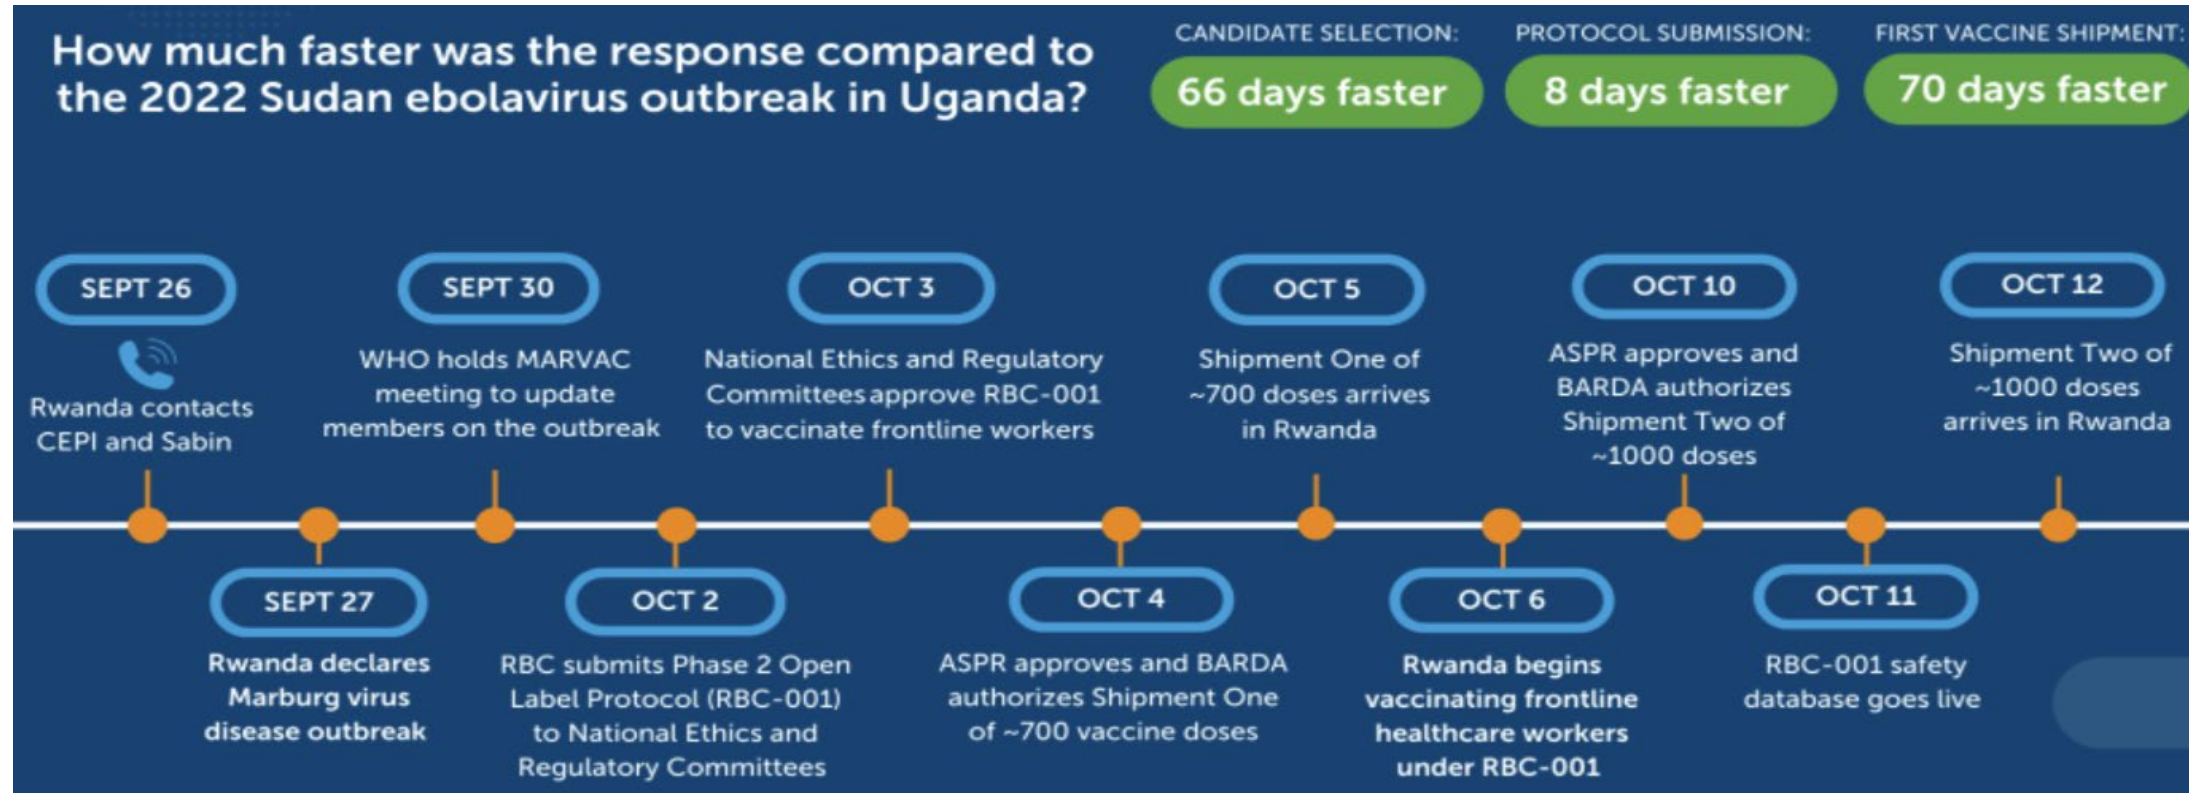 How much faster was the response compared to
the 2022 Sudan ebolavirus outbreak in Uganda?
CANDIDATE SELECTION:
66 days faster
PROTOCOL SUBMISSION:
8 days faster
FIRST VACCINE SHIPMENT:
70 days faster
SEPT 26
Rwanda contacts
CEPI and Sabin
SEPT 27
Rwanda declares
Marburg virus
disease outbreak
SEPT 30
WHO holds MARVAC
meeting to update
members on the outbreak
OCT 2
RBC submits Phase 2 Open
Label Protocol (RBC-001)
to National Ethics and
Regulatory Committees
OCT 3
National Ethics and Regulatory
Committees approve RBC-001
to vaccinate frontline workers
OCT 4
ASPR approves and BARDA
authorizes Shipment One
of ~700 vaccine doses
OCT 5
Shipment One of
~700 doses arrives
in Rwanda
OCT 6
Rwanda begins
vaccinating frontline
healthcare workers
under RBC-001
OCT 10
ASPR approves and
BARDA authorizes
Shipment Two of
~1000 doses
OCT 11
RBC-001 safety
database goes live
OCT 12
Shipment Two of
~1000 doses
arrives in Rwanda